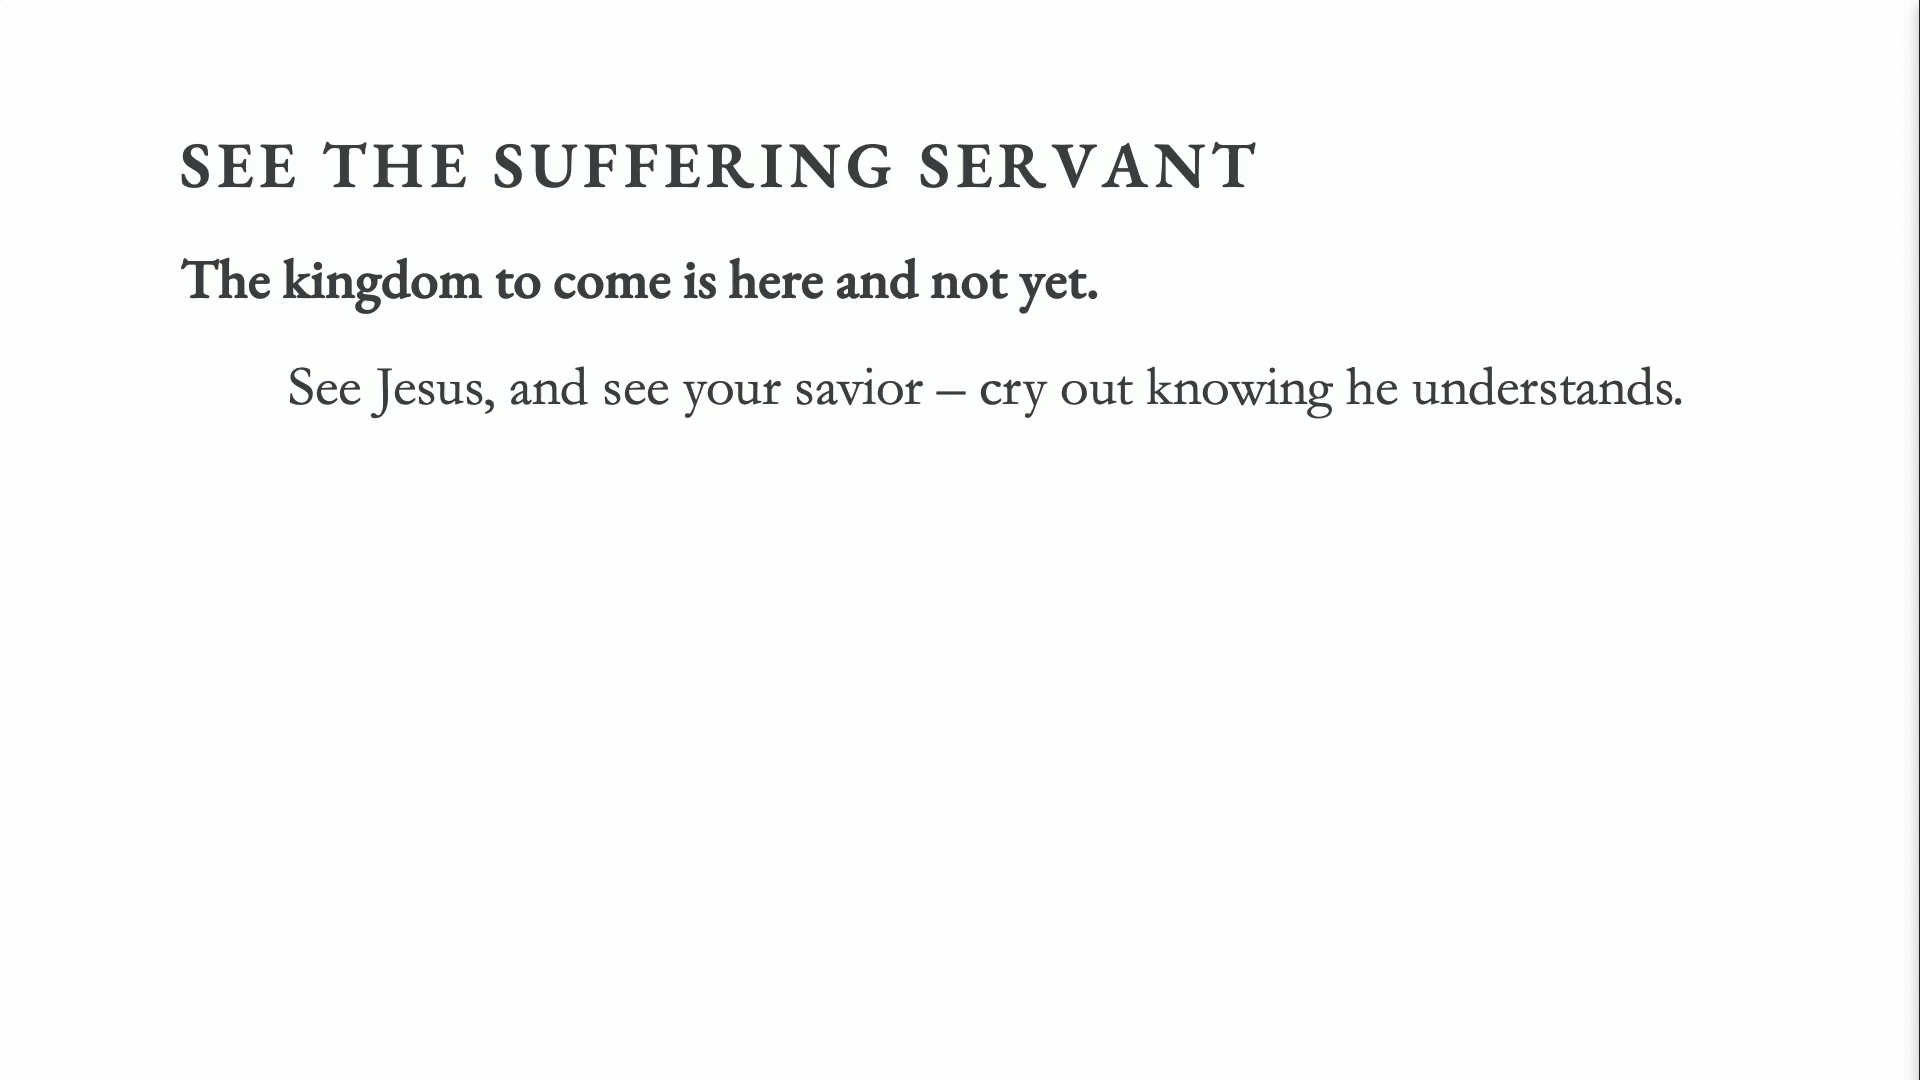 SEE THE SUFFERING SERVANT
The kingdom to come is here and not yet.
See Jesus, and see your savior – cry out knowing he understands.